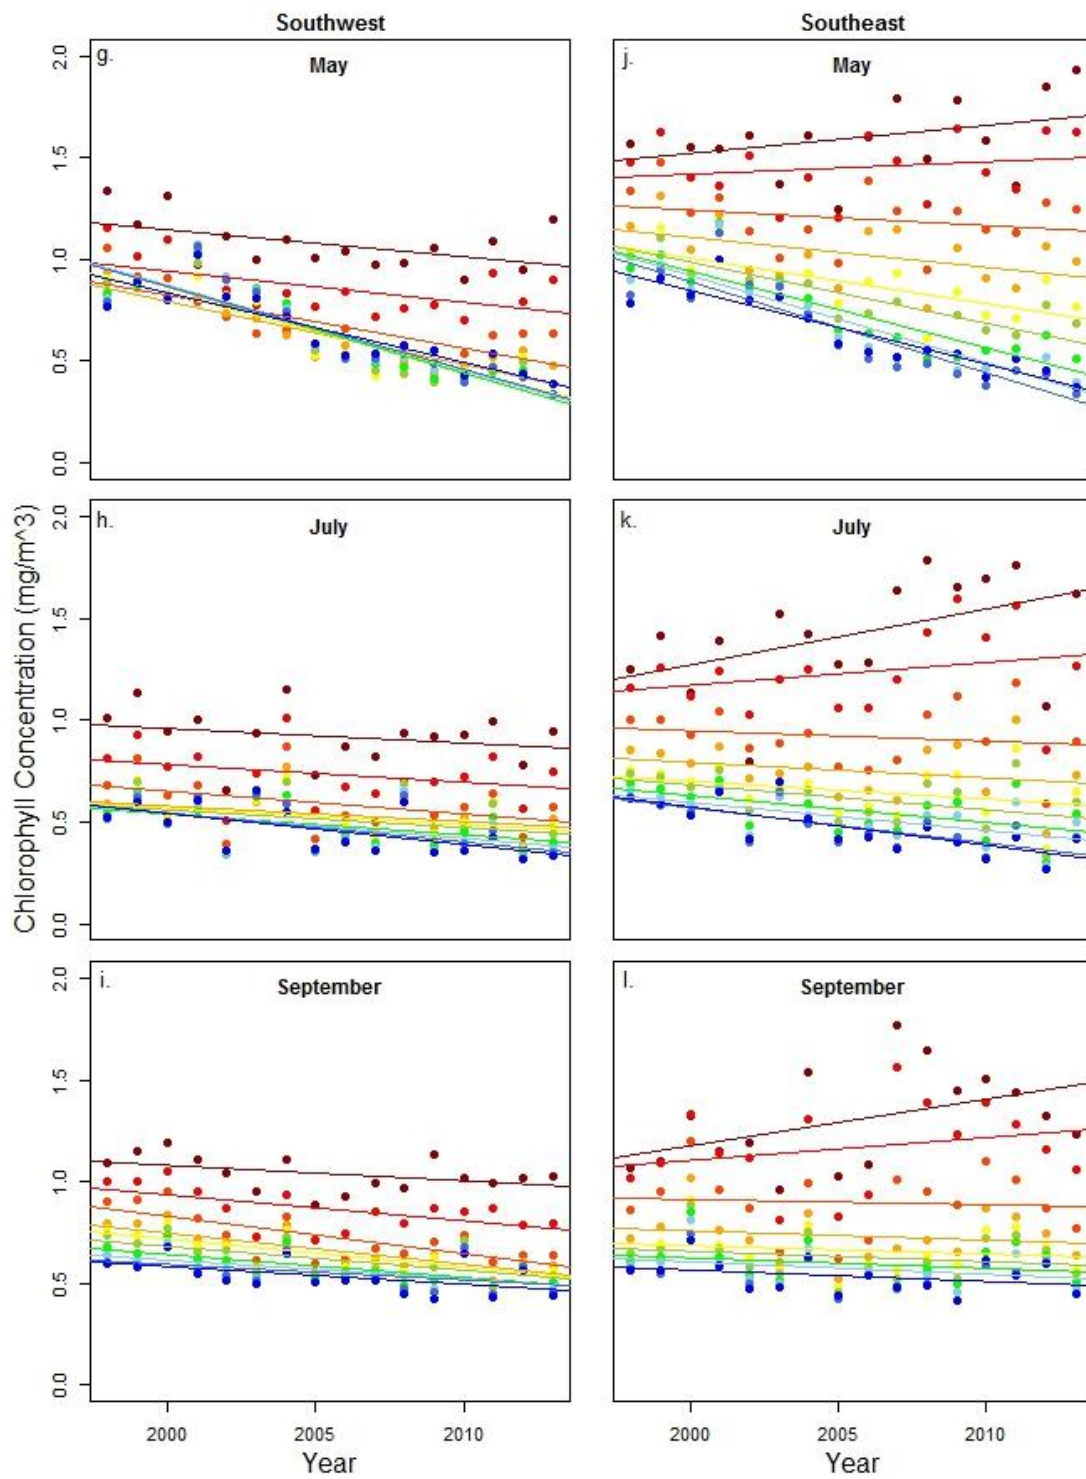 Southwest
Southeast
g.
May
j.
May
2.0
1.5
1.0
0.5
0.0
h.
July
k.
July
2.0
1.5
1.0
0.5
0.0
Chlorophyll Concentration (mg/m^3)
i.
September
l.
September
2.0
1.5
1.0
0.5
0.0
2000
2005
2010
2000
2005
2010
Year
Year